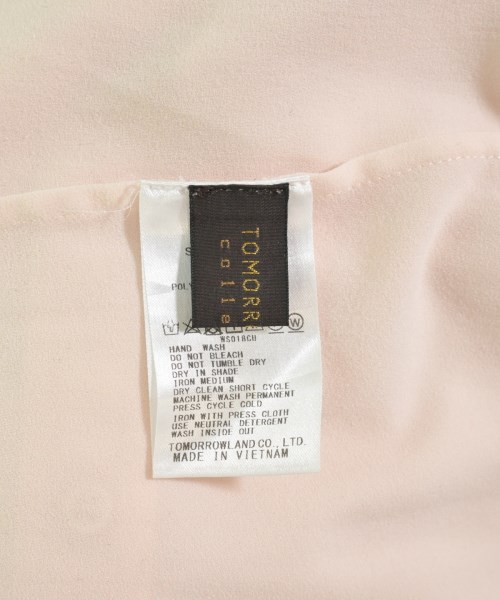 TOMORR
colle
S
POLY
W
WS018CU
HAND WASH
DO NOT BLEACH
DO NOT TUMBLE DRY
DRY IN SHADE
IRON MEDIUM
DRY CLEAN SHORT CYCLE
MACHINE WASH PERMANENT
PRESS CYCLE COLD
IRON WITH PRESS CLOTH
USE NEUTRAL DETERGENT
WASH INSIDE OUT
TOMORROWLAND CO., LTD.
MADE IN VIETNAM